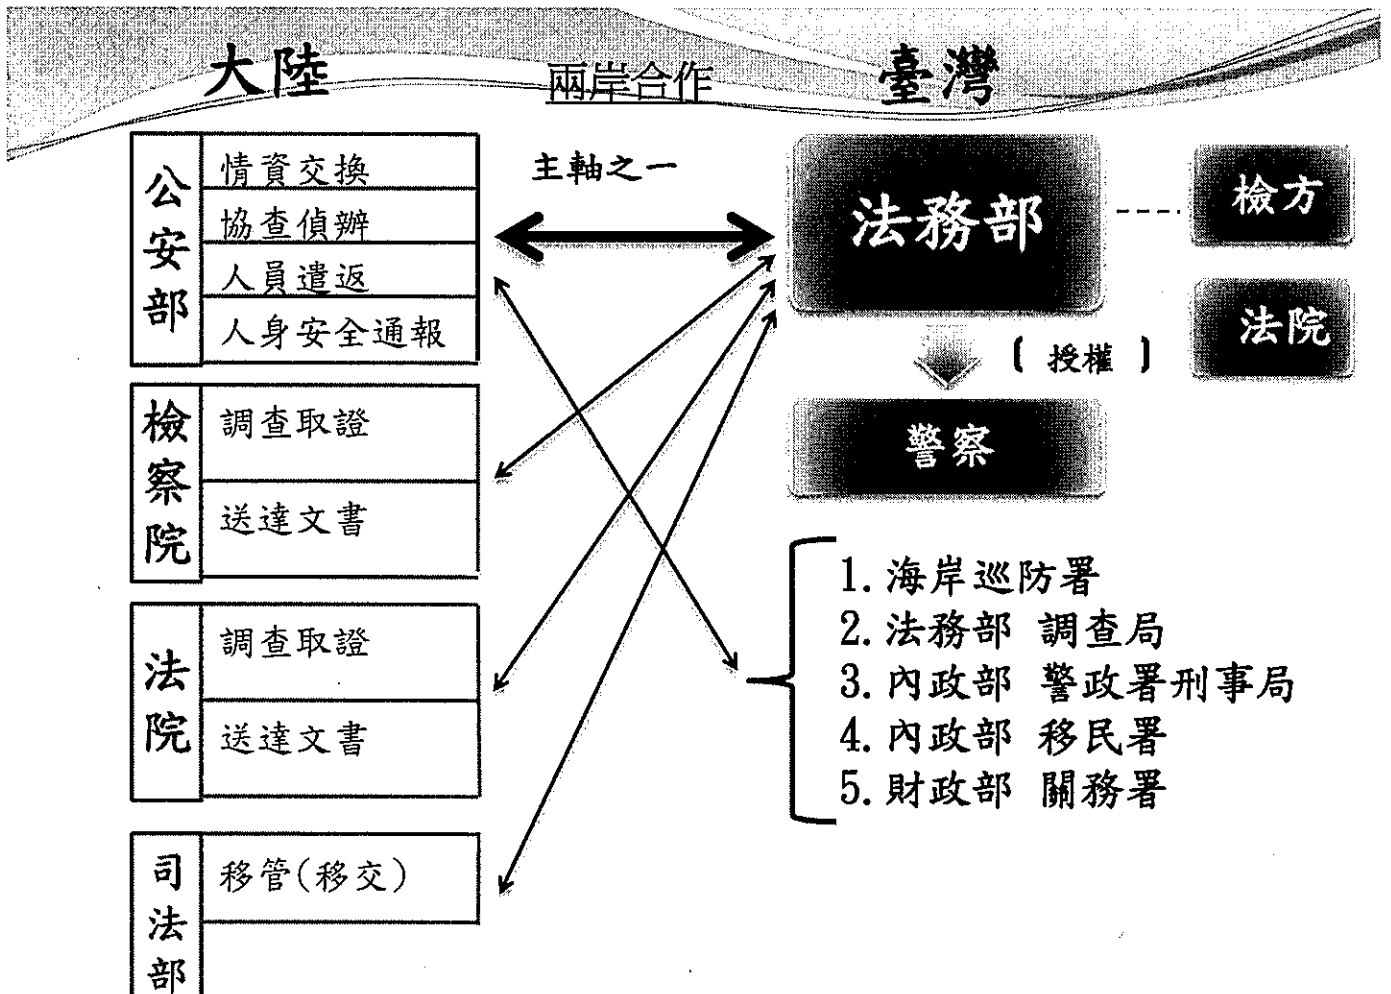 大陸
兩岸合作
臺灣
公安部
情資交換
協查偵辦
人員遣返
人身安全通報
檢察院
調查取證
送達文書
法院
調查取證
送達文書
司法部
移管(移交)
主軸之一
法務部
檢方
法院
〔 授權 〕
警察
1.海岸巡防署
2.法務部 調查局
3.內政部 警政署刑事局
4.內政部 移民署
5.財政部 關務署